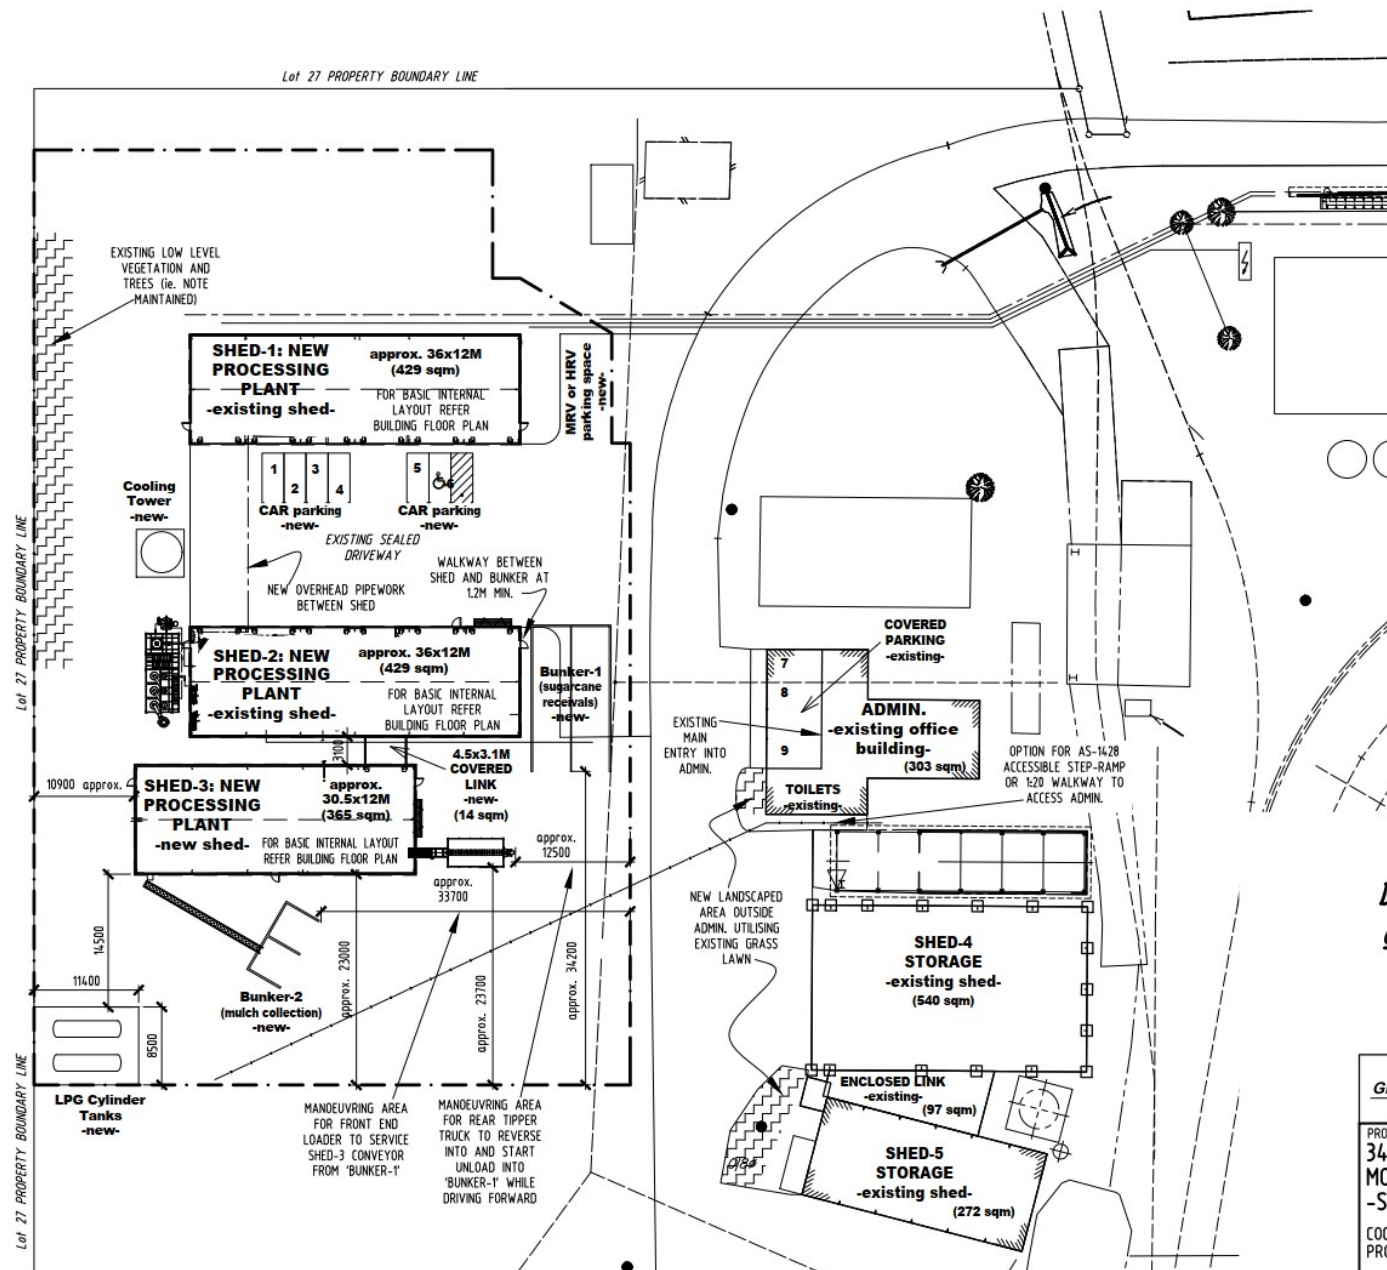 Lot 27 PROPERTY BOUNDARY LINE
EXISTING LOW LEVEL
VEGETATION AND
TREES (ie. NOTE
MAINTAINED)
SHED-1: NEW
PROCESSING
PLANT
-existing shed-
approx. 36x12M
(429 sqm)
FOR BASIC INTERNAL
LAYOUT REFER
BUILDING FLOOR PLAN
MRV or HRV
parking space
-new-
1
2
3
4
CAR parking
-new-
5
6
CAR parking
-new-
Cooling
Tower
-new-
EXISTING SEALED
DRIVEWAY
NEW OVERHEAD PIPEWORK
BETWEEN SHED
WALKWAY BETWEEN
SHED AND BUNKER AT
1.2M MIN.
Lot 27 PROPERTY BOUNDARY LINE
SHED-2: NEW
PROCESSING
PLANT
-existing shed-
approx. 36x12M
(429 sqm)
FOR BASIC INTERNAL
LAYOUT REFER
BUILDING FLOOR PLAN
Bunker-1
(sugarcane
receivals)
-new-
3100
4.5x3.1M
COVERED
LINK
-new-
(14 sqm)
10900 approx.
SHED-3: NEW
PROCESSING
PLANT
-new shed-
approx.
30.5x12M
(365 sqm)
FOR BASIC INTERNAL LAYOUT
REFER BUILDING FLOOR PLAN
approx.
12500
approx.
33700
14500
11400
8500
Bunker-2
(mulch collection)
-new-
approx. 23000
approx. 23700
approx. 34200
LPG Cylinder
Tanks
-new-
Lot 27 PROPERTY BOUNDARY LINE
MANOEUVRING AREA
FOR FRONT END
LOADER TO SERVICE
SHED-3 CONVEYOR
FROM 'BUNKER-1'
MANOEUVRING AREA
FOR REAR TIPPER
TRUCK TO REVERSE
INTO AND START
UNLOAD INTO
'BUNKER-1' WHILE
DRIVING FORWARD
COVERED
PARKING
-existing-
7
8
9
EXISTING
MAIN
ENTRY INTO
ADMIN.
ADMIN.
-existing office
building-
(303 sqm)
TOILETS
-existing-
OPTION FOR AS-1428
ACCESSIBLE STEP-RAMP
OR 1:20 WALKWAY TO
ACCESS ADMIN.
NEW LANDSCAPED
AREA OUTSIDE
ADMIN. UTILISING
EXISTING GRASS
LAWN
SHED-4
STORAGE
-existing shed-
(540 sqm)
ENCLOSED LINK
-existing-
(97 sqm)
SHED-5
STORAGE
-existing shed-
(272 sqm)
PRO
34
MO
-S
COO
PRO